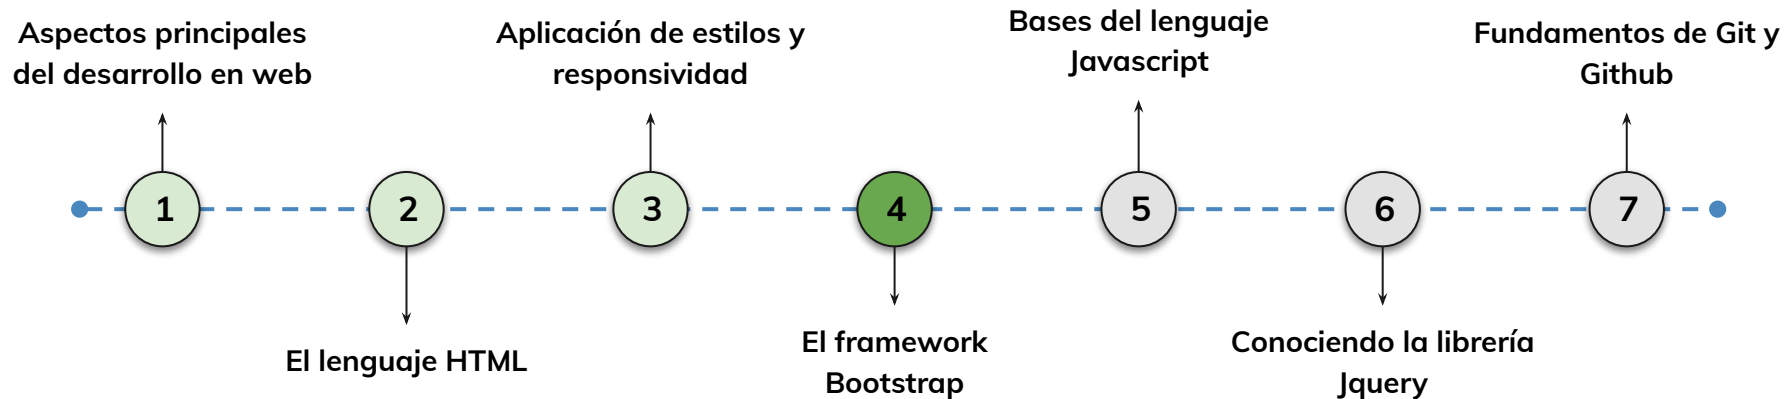 Aspectos principales
del desarrollo en web
Aplicación de estilos y
responsividad
Bases del lenguaje
Javascript
Fundamentos de Git y
Github
1
2
3
4
5
6
7
El lenguaje HTML
El framework
Bootstrap
Conociendo la librería
Jquery